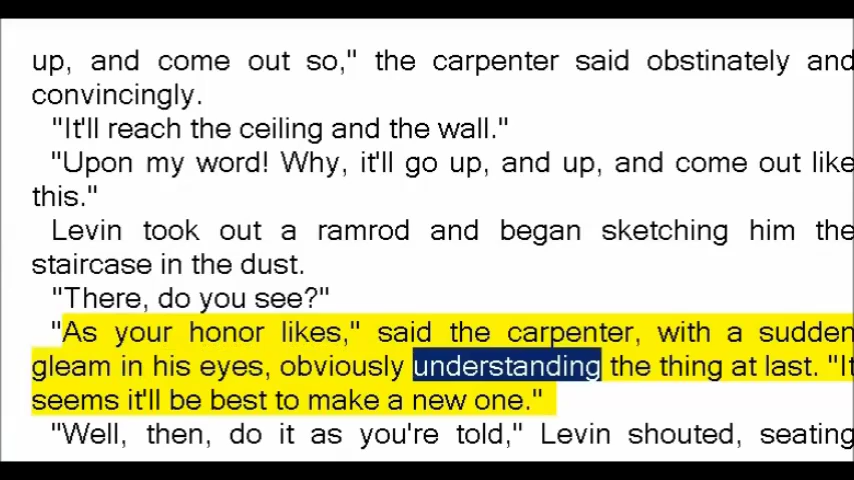 up, and come out so," the carpenter said obstinately and
convincingly.
"It'll reach the ceiling and the wall."
"Upon my word! Why, it'll go up, and up, and come out like
this."
Levin took out a ramrod and began sketching him the
staircase in the dust.
"There, do you see?"
"As your honor likes," said the carpenter, with a sudden
gleam in his eyes, obviously understanding the thing at last. "It
seems it'll be best to make a new one."
"Well, then, do it as you're told," Levin shouted, seating